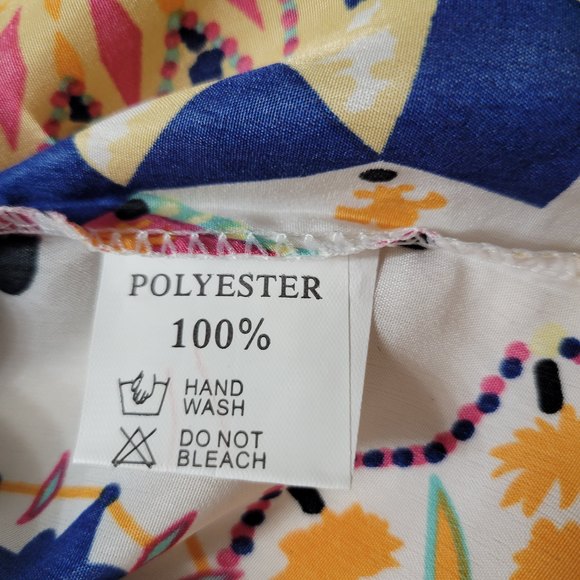 POLYESTER
100%
HAND
WASH
DO NOT
BLEACH